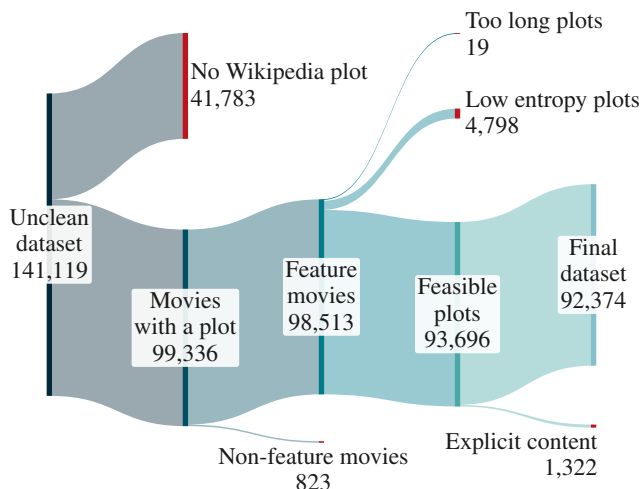 Too long plots
19
No Wikipedia plot
41,783
Low entropy plots
4,798
Unclean
dataset
141,119
Movies
with a plot
99,336
Feature
movies
98,513
Feasible
plots
93,696
Final
dataset
92,374
Non-feature movies
823
Explicit content
1,322